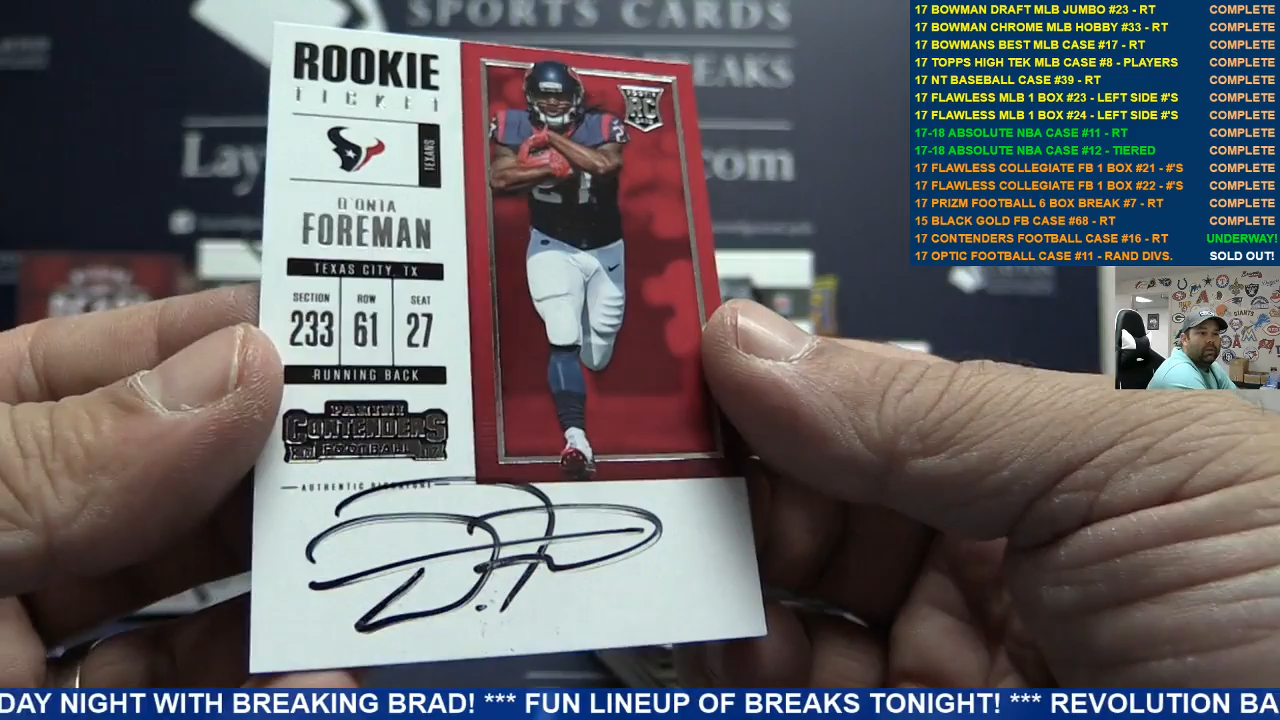 SPORTS CARDS
BREAKS
Lay
.com
ROOKIE
TICKET
TEXANS
D'ONTA
FOREMAN
TEXAS CITY, TX
SECTION ROW SEAT
233 61 27
RUNNING BACK
PANINI
CONTENDERS
FOOTBALL
AUTHENTIC SIGNATURE
RC
27
17 BOWMAN DRAFT MLB JUMBO #23 - RT COMPLETE
17 BOWMAN CHROME MLB HOBBY #33 - RT COMPLETE
17 BOWMANS BEST MLB CASE #17 - RT COMPLETE
17 TOPPS HIGH TEK MLB CASE #8 - PLAYERS COMPLETE
17 NT BASEBALL CASE #39 - RT COMPLETE
17 FLAWLESS MLB 1 BOX #23 - LEFT SIDE #'S COMPLETE
17 FLAWLESS MLB 1 BOX #24 - LEFT SIDE #'S COMPLETE
17-18 ABSOLUTE NBA CASE #11 - RT COMPLETE
17-18 ABSOLUTE NBA CASE #12 - TIERED COMPLETE
17 FLAWLESS COLLEGIATE FB 1 BOX #21 - #'S COMPLETE
17 FLAWLESS COLLEGIATE FB 1 BOX #22 - #'S COMPLETE
17 PRIZM FOOTBALL 6 BOX BREAK #7 - RT COMPLETE
15 BLACK GOLD FB CASE #68 - RT COMPLETE
17 CONTENDERS FOOTBALL CASE #16 - RT UNDERWAY!
17 OPTIC FOOTBALL CASE #11 - RAND DIVS. SOLD OUT!
GIANTS
DAY NIGHT WITH BREAKING BRAD! *** FUN LINEUP OF BREAKS TONIGHT! *** REVOLUTION BA